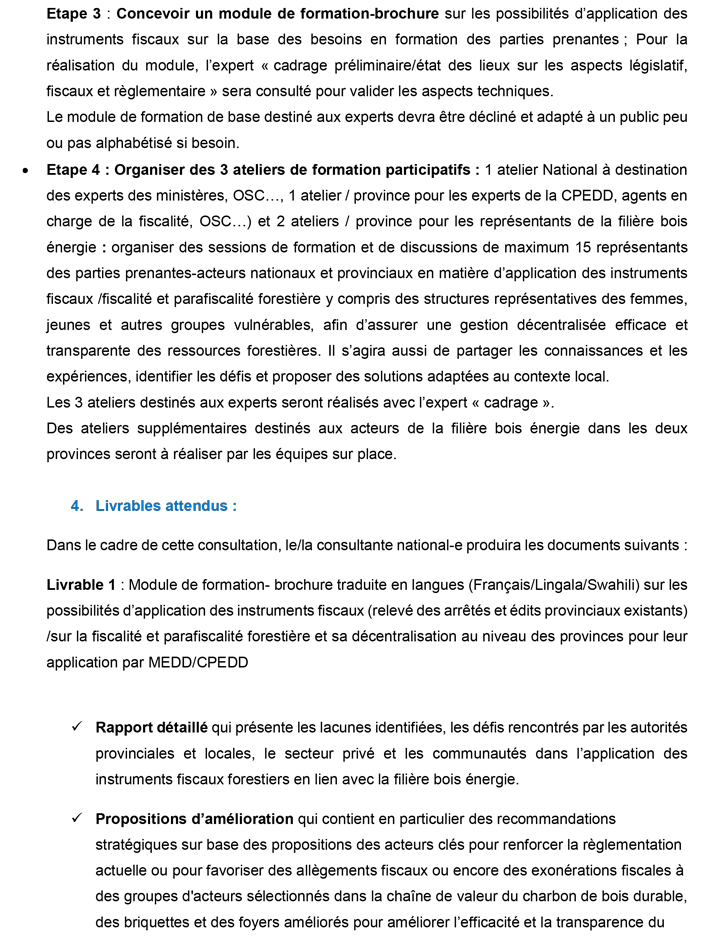 Etape 3 : Concevoir un module de formation-brochure sur les possibilités d’application des
instruments fiscaux sur la base des besoins en formation des parties prenantes ; Pour la
réalisation du module, l’expert « cadrage préliminaire/état des lieux sur les aspects législatif,
fiscaux et règlementaire » sera consulté pour valider les aspects techniques.
Le module de formation de base destiné aux experts devra être décliné et adapté à un public peu
ou pas alphabétisé si besoin.
• Etape 4 : Organiser des 3 ateliers de formation participatifs : 1 atelier National à destination
des experts des ministères, OSC…, 1 atelier / province pour les experts de la CPEDD, agents en
charge de la fiscalité, OSC…) et 2 ateliers / province pour les représentants de la filière bois
énergie : organiser des sessions de formation et de discussions de maximum 15 représentants
des parties prenantes-acteurs nationaux et provinciaux en matière d’application des instruments
fiscaux /fiscalité et parafiscalité forestière y compris des structures représentatives des femmes,
jeunes et autres groupes vulnérables, afin d’assurer une gestion décentralisée efficace et
transparente des ressources forestières. Il s’agira aussi de partager les connaissances et les
expériences, identifier les défis et proposer des solutions adaptées au contexte local.
Les 3 ateliers destinés aux experts seront réalisés avec l’expert « cadrage ».
Des ateliers supplémentaires destinés aux acteurs de la filière bois énergie dans les deux
provinces seront à réaliser par les équipes sur place.
4. Livrables attendus :
Dans le cadre de cette consultation, le/la consultante national-e produira les documents suivants :
Livrable 1 : Module de formation- brochure traduite en langues (Français/Lingala/Swahili) sur les
possibilités d’application des instruments fiscaux (relevé des arrêtés et édits provinciaux existants)
/sur la fiscalité et parafiscalité forestière et sa décentralisation au niveau des provinces pour leur
application par MEDD/CPEDD
✓ Rapport détaillé qui présente les lacunes identifiées, les défis rencontrés par les autorités
provinciales et locales, le secteur privé et les communautés dans l’application des
instruments fiscaux forestiers en lien avec la filière bois énergie.
✓ Propositions d’amélioration qui contient en particulier des recommandations
stratégiques sur base des propositions des acteurs clés pour renforcer la règlementation
actuelle ou pour favoriser des allègements fiscaux ou encore des exonérations fiscales à
des groupes d'acteurs sélectionnés dans la chaîne de valeur du charbon de bois durable,
des briquettes et des foyers améliorés pour améliorer l’efficacité et la transparence du